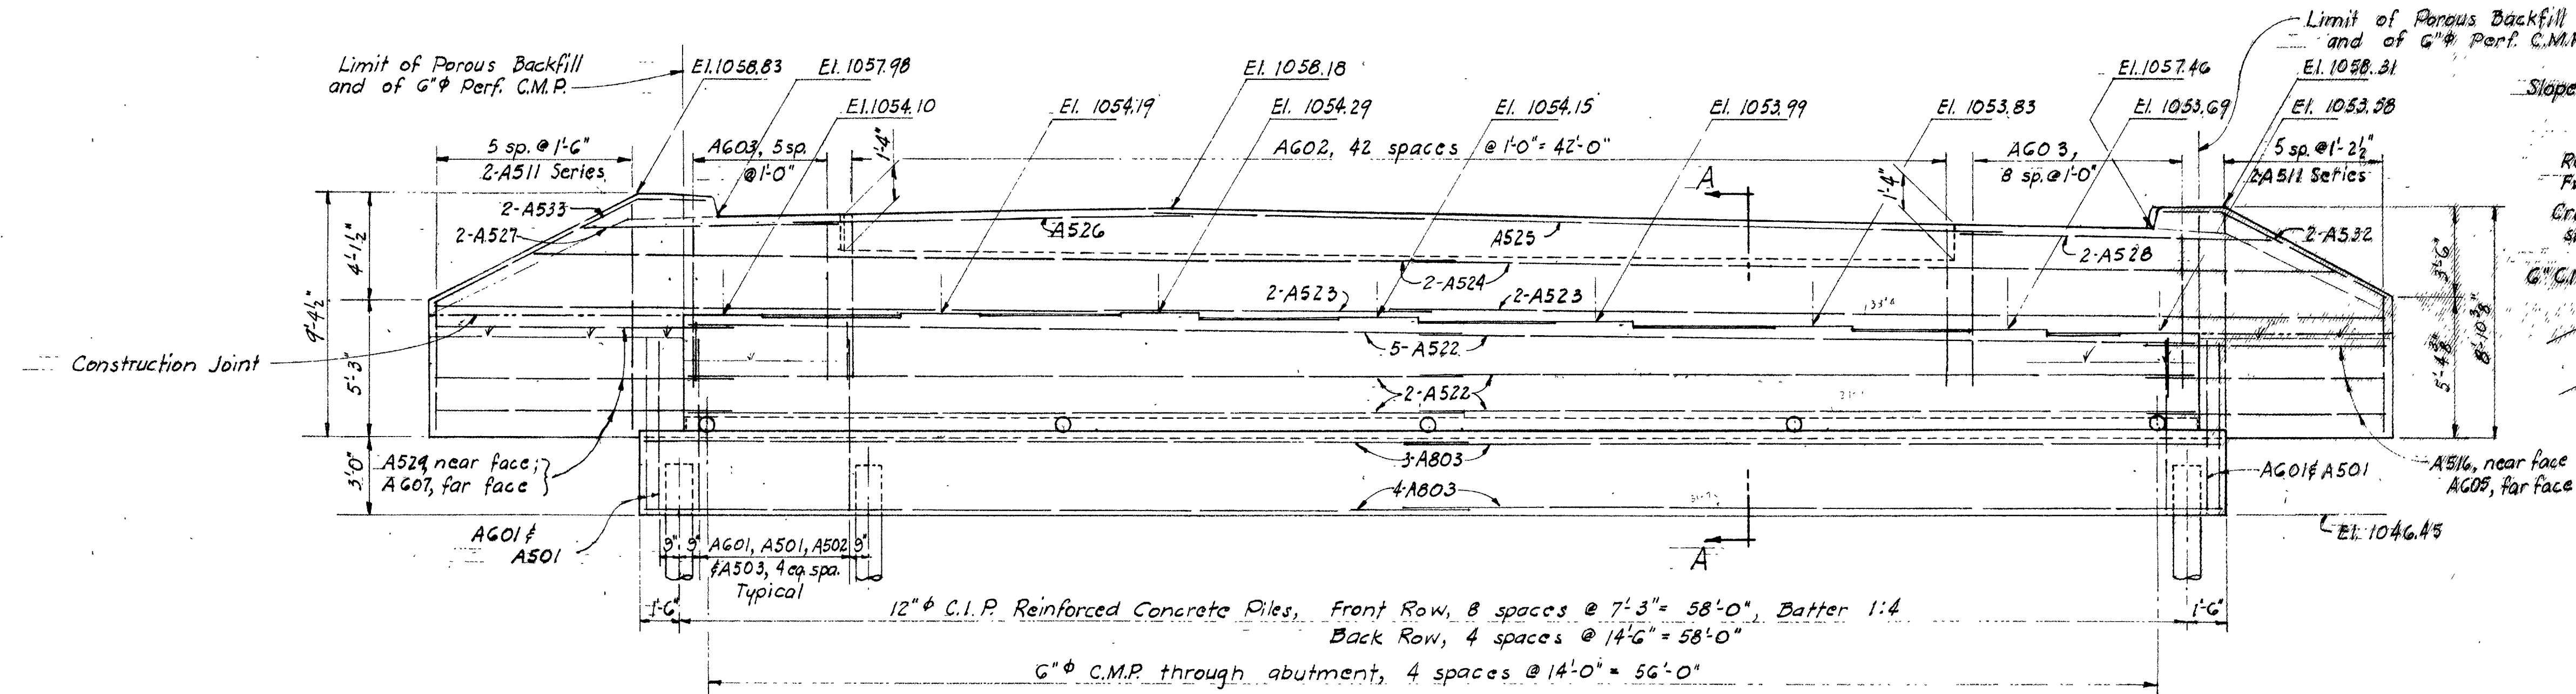 Limit of Porous Backfill
and of 6"φ Perf. C.M.P.
El. 1058.83
El. 1057.98
El. 1058.18
El. 1057.46
El. 1058.31
Limit of Porous Backfill
and of 6"φ Perf. C.M.P.
El. 1054.10
El. 1054.19
El. 1054.29
El. 1054.15
El. 1053.99
El. 1053.83
El. 1053.69
El. 1053.58
Slope
5 sp. @ 1'-6"
2-A511 Series
A603, 5 sp.
@ 1'-0"
1'-4"
A602, 42 spaces @ 1'-0" = 42'-0"
A
1'-4"
A603,
8 sp. @ 1'-0"
5 sp. @ 1'-2½"
2-A511 Series
2-A533
2-A527
A526
A525
2-A528
2-A532
4'-1½"
9'-4½"
5'-3"
3'-0"
2-A524
2-A523
2-A523
3'-6"
8'-10⅜"
5'-4⅜"
6" C.M.
Construction Joint
5-A522
2-A522
3-A803
4-A803
A529, near face;
A607, far face
A601 &
A501
A601 & A501
A516, near face
A605, far face
El. 1046.45
9"
9"
A601, A501, A502
& A503, 4 eq. spa.
Typical
9"
A
1'-6"
12"φ C.I.P. Reinforced Concrete Piles, Front Row, 8 spaces @ 7'-3" = 58'-0", Batter 1:4
Back Row, 4 spaces @ 14'-6" = 58'-0"
1'-6"
6"φ C.M.P. through abutment, 4 spaces @ 14'-0" = 56'-0"